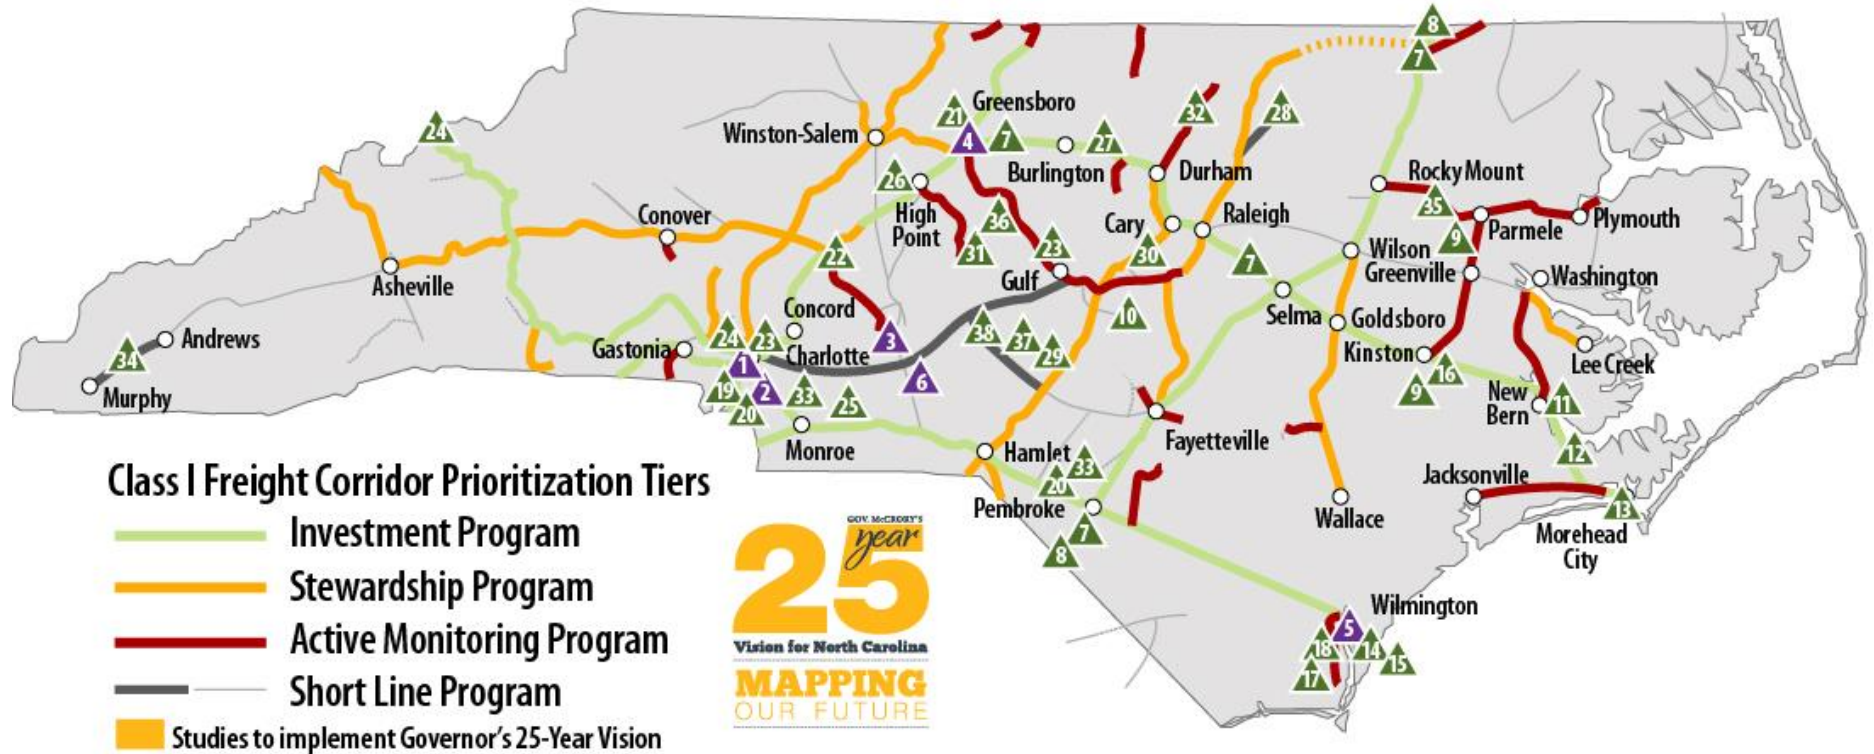 8
7
24
21
Greensboro
32
28
Winston-Salem
4
7
27
Burlington
Durham
26
Rocky Mount
35
High
Point
36
Conover
Cary
Raleigh
9
Parmele
Plymouth
22
31
23
30
7
Wilson
Asheville
Gulf
Greenville
Washington
Concord
10
Selma
Goldsboro
Andrews
34
Gastonia
24
23
Charlotte
3
38
37
29
Kinston
Lee Creek
1
6
16
Murphy
19
2
33
25
9
New
Bern
11
20
Monroe
Hamlet
33
Fayetteville
12
Class I Freight Corridor Prioritization Tiers
20
Jacksonville
13
Investment Program
Pembroke
7
8
Wallace
Morehead
City
Stewardship Program
Active Monitoring Program
Short Line Program
Studies to implement Governor's 25-Year Vision
GOV. McCRORY'S
25 year
Vision for North Carolina
MAPPING
OUR FUTURE
Wilmington
5
18
14
15
17